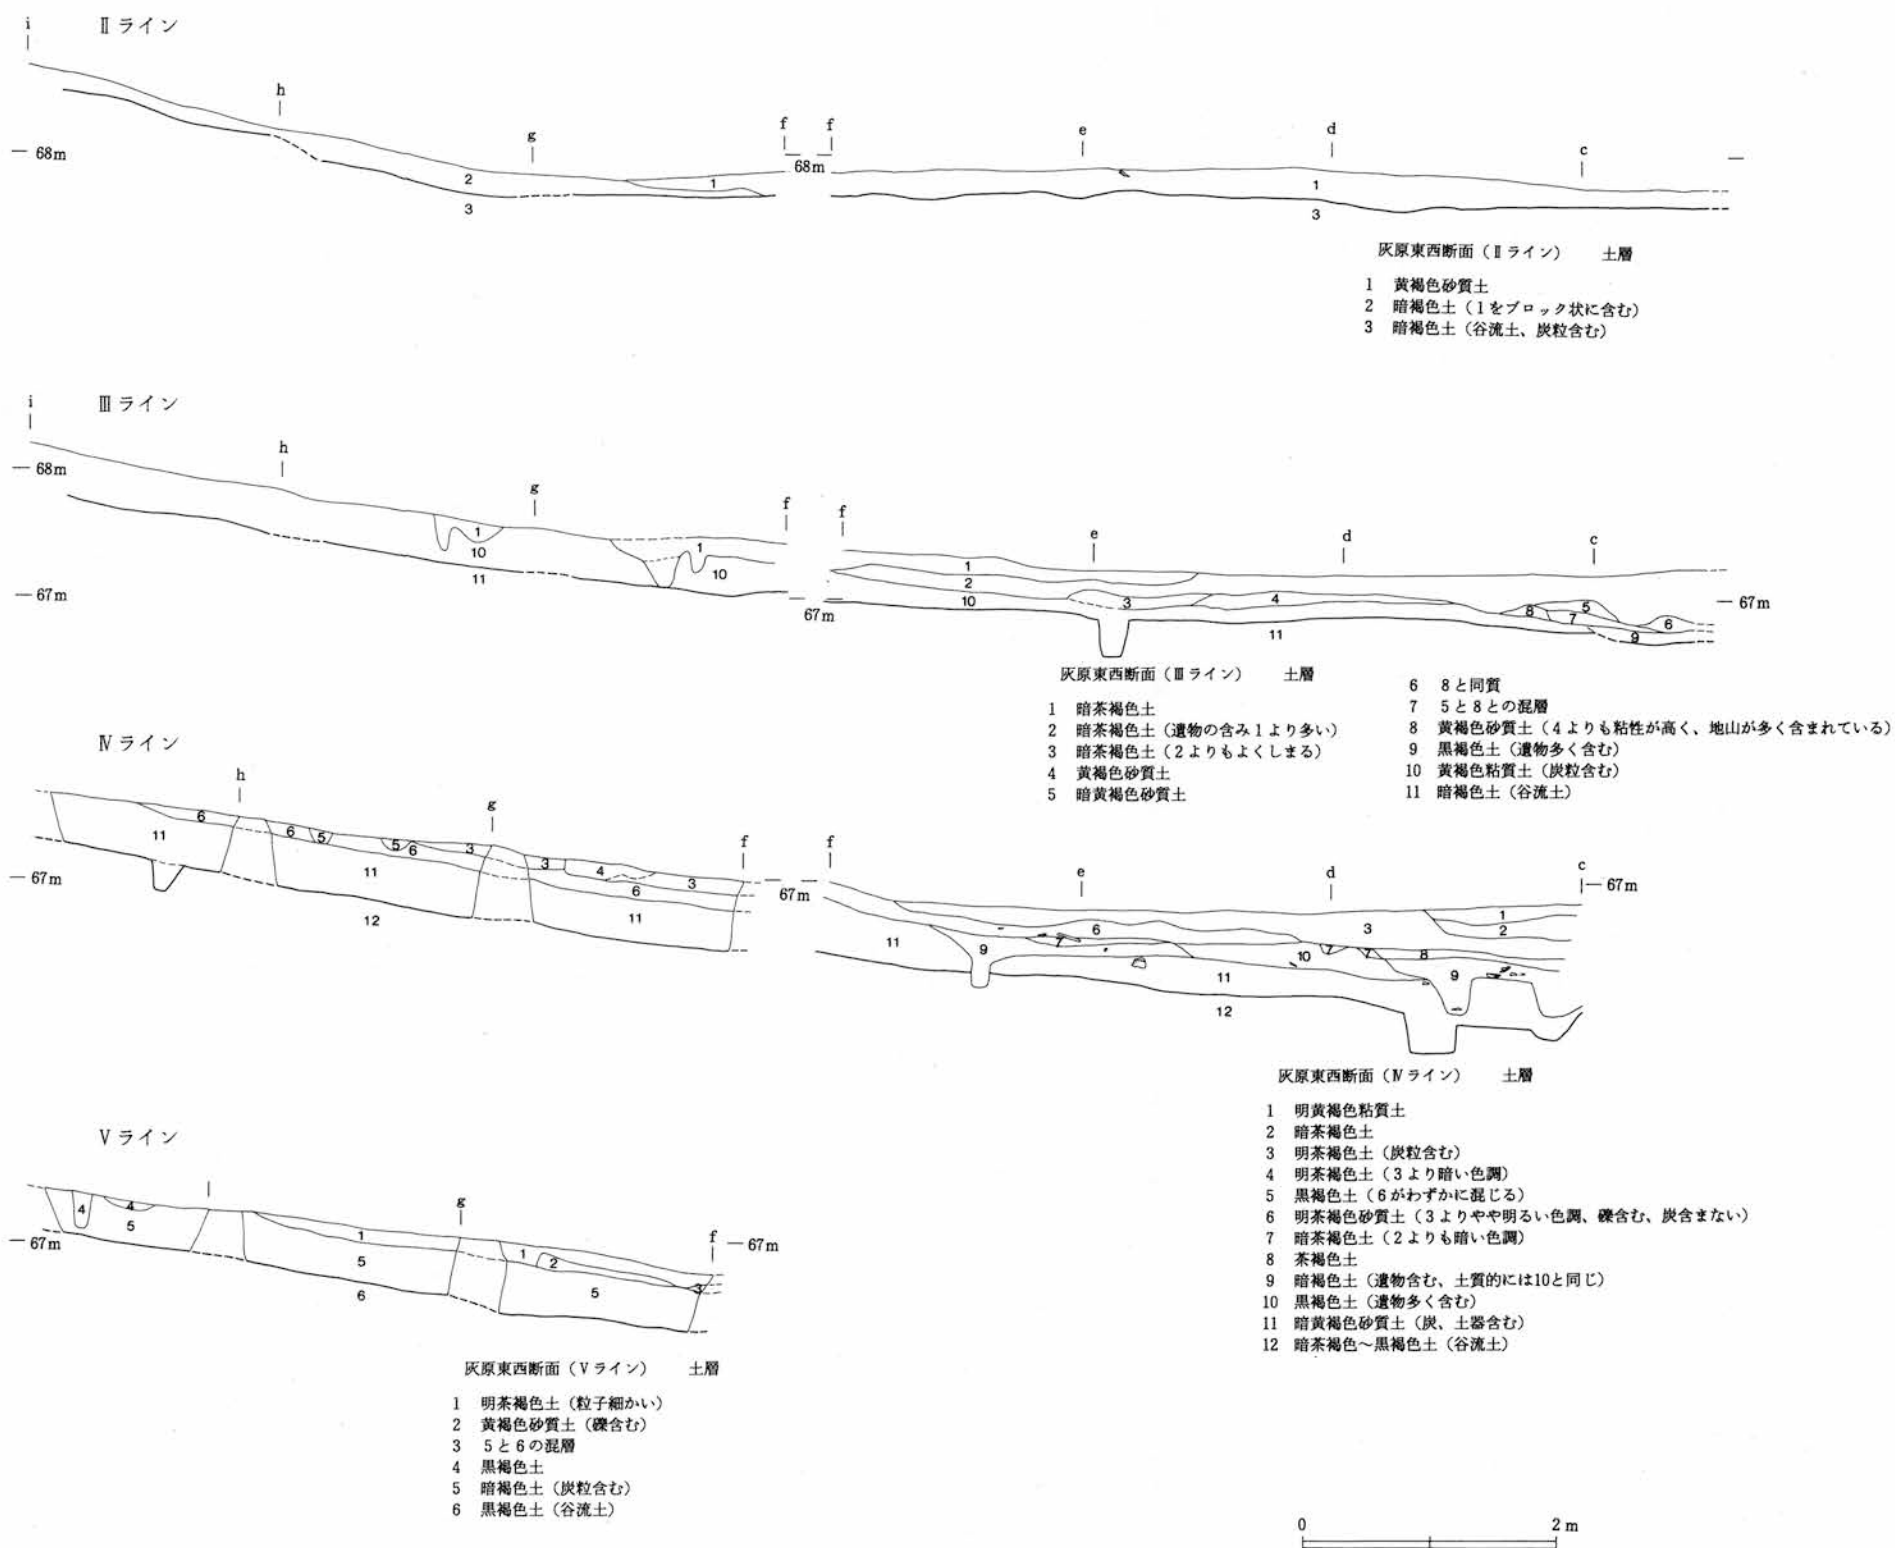 Ⅱ ライン
i
h
g
f f
e
d
c
68m
68m
2
3
1
1
3
灰原東西断面（Ⅱライン） 土層
1 黄褐色砂質土
2 暗褐色土（1をブロック状に含む）
3 暗褐色土（谷流土、炭粒含む）
Ⅲ ライン
i
h
g
f
f
e
d
c
68m
67m
67m
67m
1
10
11
1
10
1
2
10
3
4
11
8
5
7
6
9
灰原東西断面（Ⅲライン） 土層
1 暗茶褐色土
2 暗茶褐色土（遺物の含み1より多い）
3 暗茶褐色土（2よりもよくしまる）
4 黄褐色砂質土
5 暗黄褐色砂質土
6 8と同質
7 5と8との混層
8 黄褐色砂質土（4よりも粘性が高く、地山が多く含まれている）
9 黒褐色土（遺物多く含む）
10 黄褐色粘質土（炭粒含む）
11 暗褐色土（谷流土）
Ⅳ ライン
h
g
f
f
e
d
c
67m
67m
67m
6
11
6
5
5
6
3
11
12
3
4
3
6
11
11
9
6
7
3
1
2
10
7
7
8
9
11
12
灰原東西断面（Ⅳライン） 土層
1 明黄褐色粘質土
2 暗茶褐色土
3 明茶褐色土（炭粒含む）
4 明茶褐色土（3より暗い色調）
5 黒褐色土（6がわずかに混じる）
6 明茶褐色砂質土（3よりやや明るい色調、礫含む、炭含まない）
7 暗茶褐色土（2よりも暗い色調）
8 茶褐色土
9 暗褐色土（遺物含む、土質的には10と同じ）
10 黒褐色土（遺物多く含む）
11 暗黄褐色砂質土（炭、土器含む）
12 暗茶褐色～黒褐色土（谷流土）
Ⅴ ライン
g
f
67m
67m
4
4
5
1
5
6
1
2
3
5
灰原東西断面（Ⅴライン） 土層
1 明茶褐色土（粒子細かい）
2 黄褐色砂質土（礫含む）
3 5と6の混層
4 黒褐色土
5 暗褐色土（炭粒含む）
6 黒褐色土（谷流土）
0 2 m